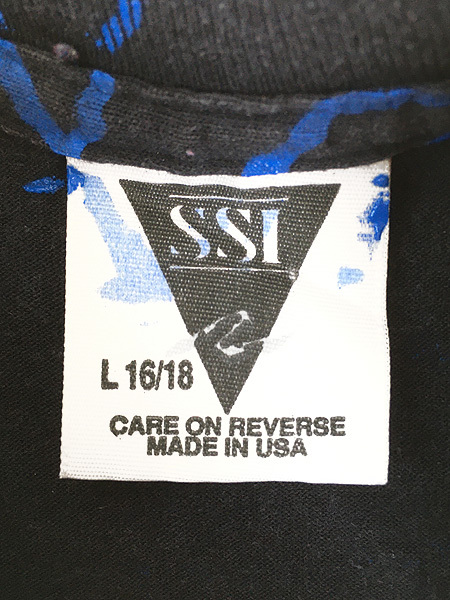 SSI
L 16/18
CARE ON REVERSE
MADE IN USA